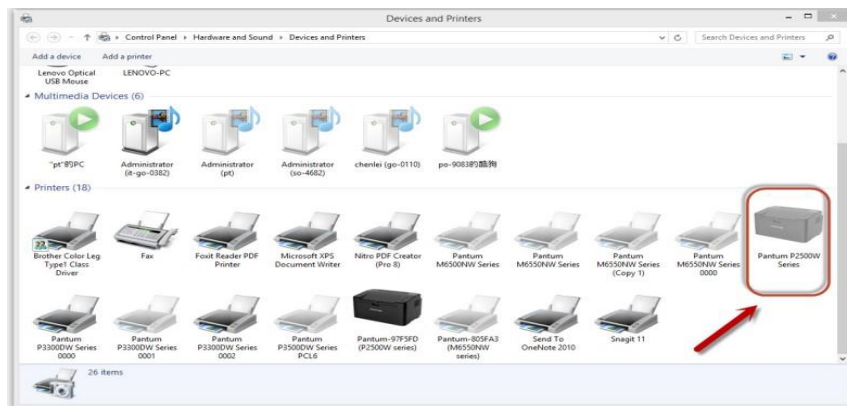 Devices and Printers
Control Panel ▸ Hardware and Sound ▸ Devices and Printers
Search Devices and Printers
Add a device Add a printer
Lenovo Optical LENOVO-PC
USB Mouse
Multimedia Devices (6)
"pt"的PC Administrator Administrator Administrator chenlei (go-0110) po-9083的酷狗
(it-go-0382) (pt) (so-4682)
Printers (18)
Brother Color Leg Fax Foxit Reader PDF Microsoft XPS Nitro PDF Creator Pantum Pantum Pantum Pantum Pantum P2500W
Type1 Class Printer Document Writer (Pro 8) M6500NW Series M6550NW Series M6550NW Series M6550NW Series Series
Driver (Copy 1) 0000
Pantum Pantum Pantum Pantum Pantum-97F5FD Pantum-805FA3 Send To Snagit 11
P3300DW Series P3300DW Series P3300DW Series P3500DW Series (P2500W series) (M6550NW OneNote 2010
0000 0001 0002 PCL6 series)
26 items